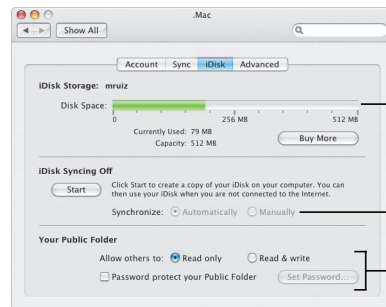 .Mac
Show All
Account Sync iDisk Advanced
iDisk Storage: mruiz
Disk Space:
0 256 MB 512 MB
Currently Used: 79 MB
Capacity: 512 MB
Buy More
iDisk Syncing Off
Start
Click Start to create a copy of your iDisk on your computer. You can
then use your iDisk when you are not connected to the Internet.
Synchronize: Automatically Manually
Your Public Folder
Allow others to: Read only Read & write
Password protect your Public Folder Set Password...